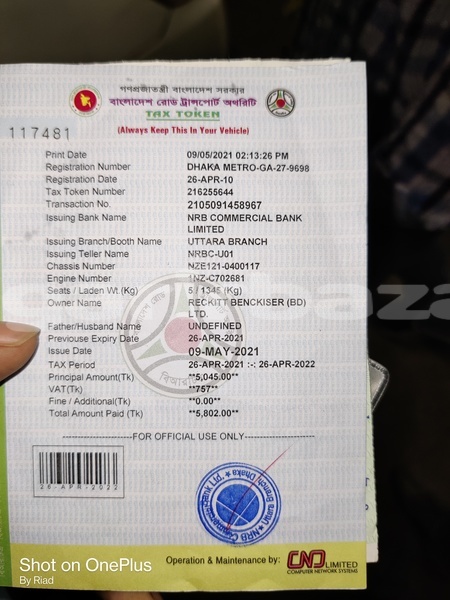 গণপ্রজাতন্ত্রী বাংলাদেশ সরকার
বাংলাদেশ রোড ট্রান্সপোর্ট অথরিটি
TAX TOKEN
117481
(Always Keep This In Your Vehicle)
Print Date 09/05/2021 02:13:26 PM
Registration Number DHAKA METRO-GA-27-9698
Registration Date 26-APR-10
Tax Token Number 216255644
Transaction No. 2105091458967
Issuing Bank Name NRB COMMERCIAL BANK
LIMITED
Issuing Branch/Booth Name UTTARA BRANCH
Issuing Teller Name NRBC-U01
Chassis Number NZE121-0400117
Engine Number 1NZ-C702681
Seats / Laden Wt.(Kg) 5 / 1345 (Kg)
Owner Name RECKITT BENCKISER (BD)
LTD.
Father/Husband Name UNDEFINED
Previouse Expiry Date 26-APR-2021
Issue Date 09-MAY-2021
TAX Period 26-APR-2021 :-: 26-APR-2022
Principal Amount(Tk) **5,045.00**
VAT(Tk) **757**
Fine / Additional(Tk) **0.00**
Total Amount Paid (Tk) **5,802.00**
FOR OFFICIAL USE ONLY
26-APR-2022
Operation & Maintenance by: CNS LIMITED
COMPUTER NETWORK SYSTEMS
Shot on OnePlus
By Riad